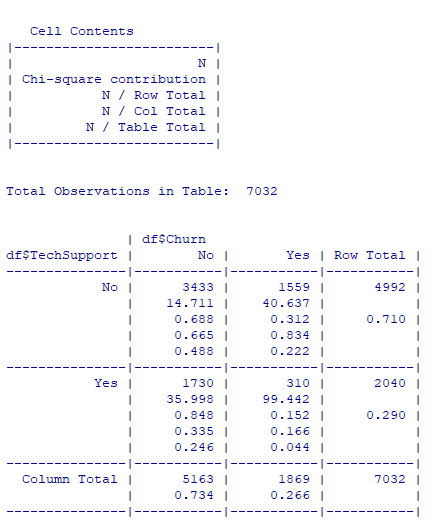 Cell Contents
|-------------------------|
| N |
| Chi-square contribution |
| N / Row Total |
| N / Col Total |
| N / Table Total |
|-------------------------|
Total Observations in Table: 7032
| df$Churn
df$TechSupport | No | Yes | Row Total |
---------------|-----------|-----------|-----------|
No | 3433 | 1559 | 4992 |
| 14.711 | 40.637 | |
| 0.688 | 0.312 | 0.710 |
| 0.665 | 0.834 | |
| 0.488 | 0.222 | |
---------------|-----------|-----------|-----------|
Yes | 1730 | 310 | 2040 |
| 35.998 | 99.442 | |
| 0.848 | 0.152 | 0.290 |
| 0.335 | 0.166 | |
| 0.246 | 0.044 | |
---------------|-----------|-----------|-----------|
Column Total | 5163 | 1869 | 7032 |
| 0.734 | 0.266 | |
---------------|-----------|-----------|-----------|